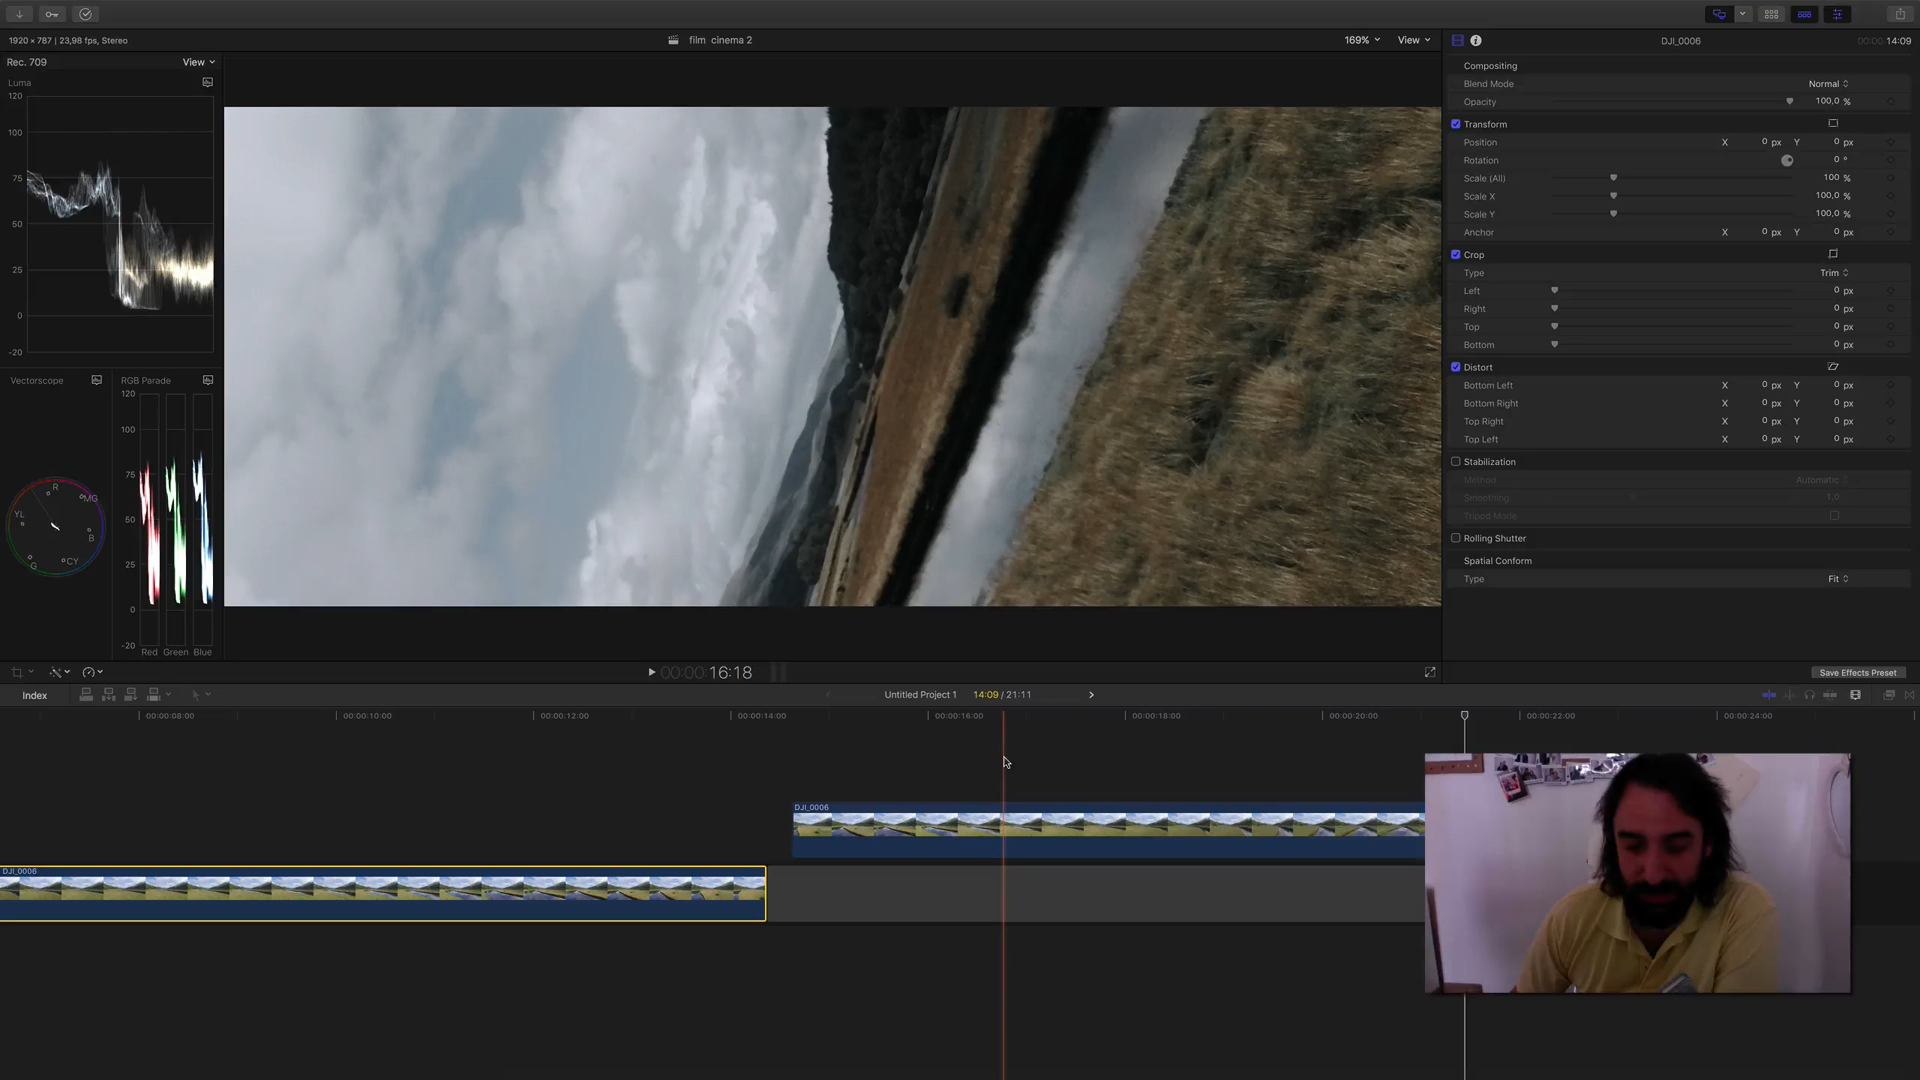 1920 × 787 | 23,98 fps, Stereo
film cinema 2
169%
View
DJI_0006
00:00:14:09
Rec. 709
View
Luma
120
100
75
50
25
0
-20
Vectorscope
R
MG
B
CY
G
YL
RGB Parade
120
100
75
50
25
0
-20
Red
Green
Blue
Compositing
Blend Mode
Normal
Opacity
100,0 %
Transform
Position
X 0 px Y 0 px
Rotation
0 °
Scale (All)
100 %
Scale X
100,0 %
Scale Y
100,0 %
Anchor
X 0 px Y 0 px
Crop
Type
Trim
Left
0 px
Right
0 px
Top
0 px
Bottom
0 px
Distort
Bottom Left
X 0 px Y 0 px
Bottom Right
X 0 px Y 0 px
Top Right
X 0 px Y 0 px
Top Left
X 0 px Y 0 px
Stabilization
Method
Automatic
Smoothing
1,0
Tripod Mode
Rolling Shutter
Spatial Conform
Type
Fit
00:00:16:18
Save Effects Preset
Index
Untitled Project 1
14:09 / 21:11
00:00:08:00
00:00:10:00
00:00:12:00
00:00:14:00
00:00:16:00
00:00:18:00
00:00:20:00
00:00:22:00
00:00:24:00
DJI_0006
DJI_0006